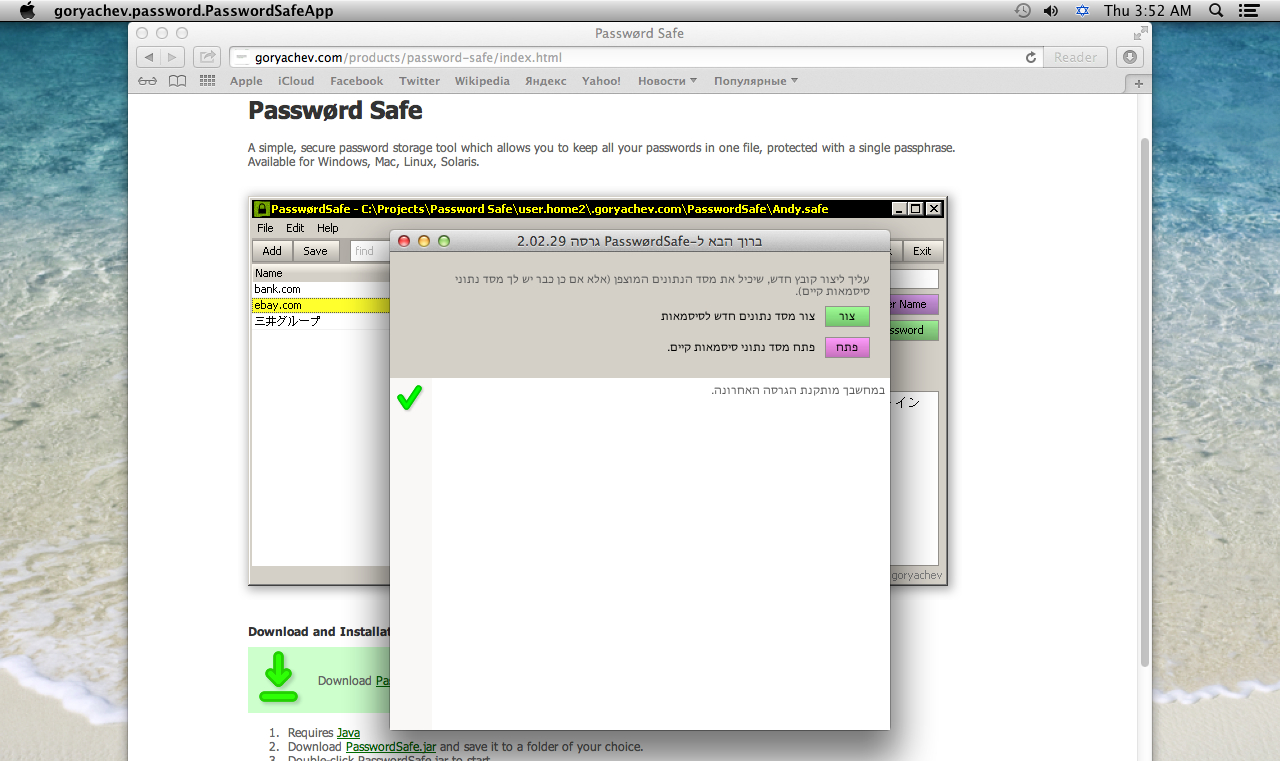 goryachev.password.PasswordSafeApp
Thu 3:52 AM
Passwørd Safe
goryachev.com/products/password-safe/index.html
Reader
Apple iCloud Facebook Twitter Wikipedia Яндекс Yahoo! Новости Популярные
Passwørd Safe
A simple, secure password storage tool which allows you to keep all your passwords in one file, protected with a single passphrase.
Available for Windows, Mac, Linux, Solaris.
PasswørdSafe - C:\Projects\Password Safe\user.home2\.goryachev.com\PasswordSafe\Andy.safe
File Edit Help
Add Save find
Exit
Name
bank.com
ebay.com
三井グループ
er Name
ssword
イン
goryachev
ברוך הבא ל-PasswørdSafe גרסה 2.02.29
עליך ליצור קובץ חדש, שיכיל את מסד הנתונים המוצפן (אלא אם כן כבר יש לך מסד נתוני
סיסמאות קיים).
צור צור מסד נתונים חדש לסיסמאות
פתח פתח מסד נתוני סיסמאות קיים.
במחשבך מותקנת הגרסה האחרונה.
Download and Installat
Download Pa
1. Requires Java
2. Download PasswordSafe.jar and save it to a folder of your choice.
3. Double-click PasswordSafe.jar to start